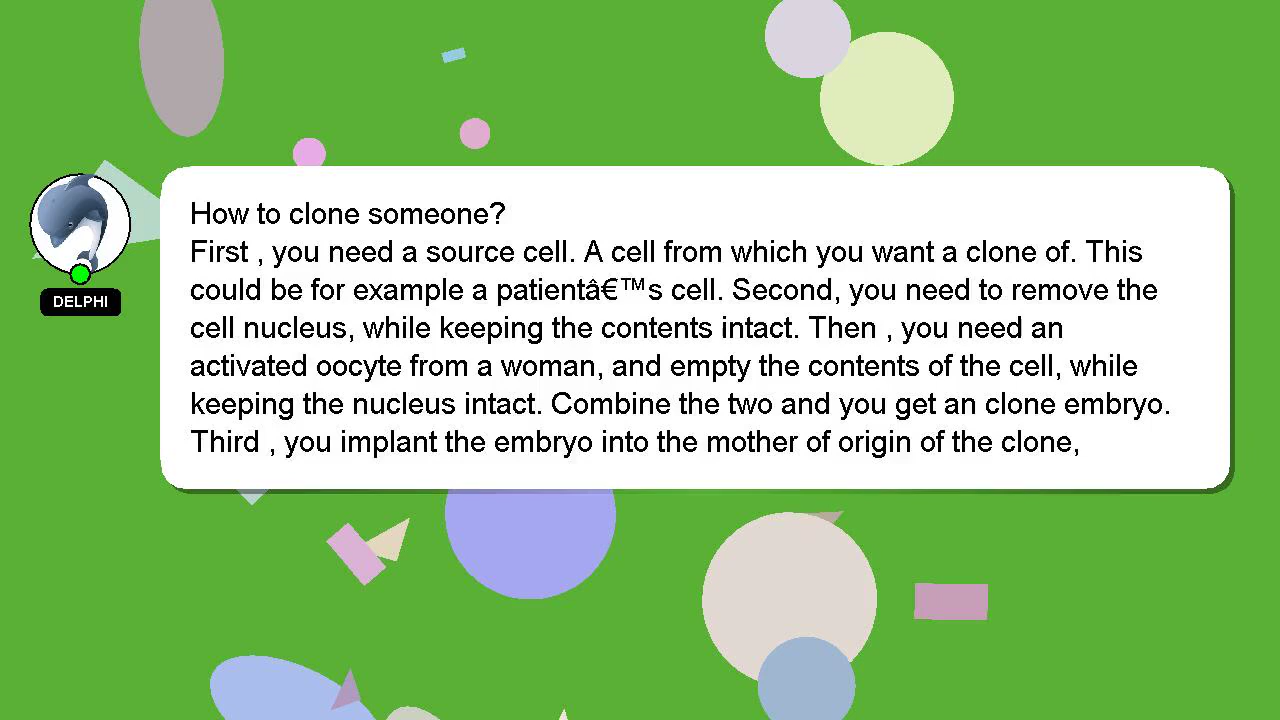 How to clone someone?
First , you need a source cell. A cell from which you want a clone of. This
could be for example a patientâ€™s cell. Second, you need to remove the
cell nucleus, while keeping the contents intact. Then , you need an
activated oocyte from a woman, and empty the contents of the cell, while
keeping the nucleus intact. Combine the two and you get an clone embryo.
Third , you implant the embryo into the mother of origin of the clone,
DELPHI